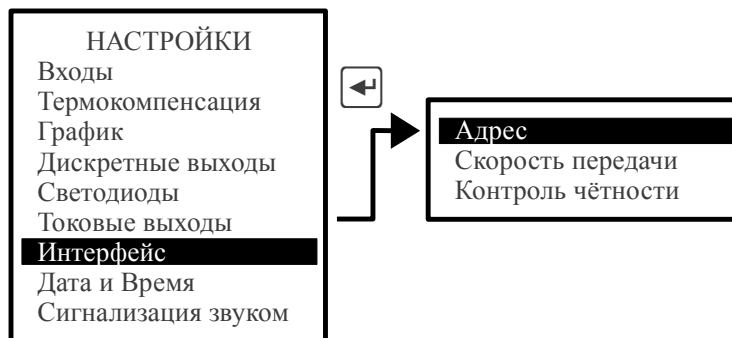 НАСТРОЙКИ
Входы
Термокомпенсация
График
Дискретные выходы
Светодиоды
Токовые выходы
Интерфейс
Дата и Время
Сигнализация звуком
Адрес
Скорость передачи
Контроль чётности